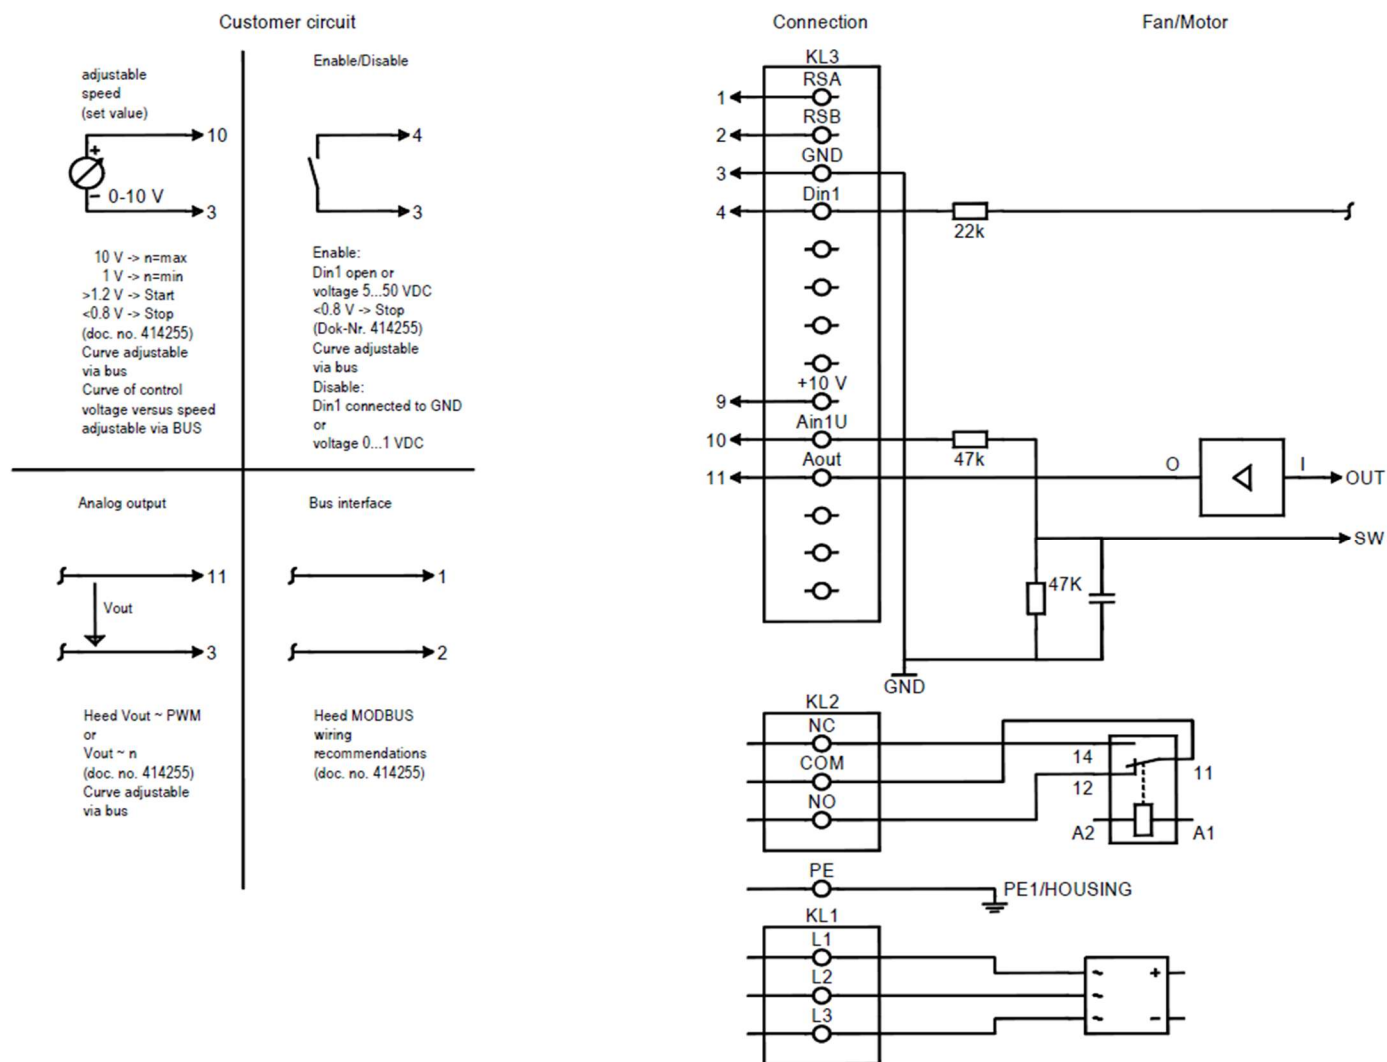 Customer circuit
Connection
Fan/Motor
adjustable
speed
(set value)
10
+
0-10 V
−
3
10 V -> n=max
1 V -> n=min
>1.2 V -> Start
<0.8 V -> Stop
(doc. no. 414255)
Curve adjustable
via bus
Curve of control
voltage versus speed
adjustable via BUS
Enable/Disable
4
3
Enable:
Din1 open or
voltage 5...50 VDC
<0.8 V -> Stop
(Dok-Nr. 414255)
Curve adjustable
via bus
Disable:
Din1 connected to GND
or
voltage 0...1 VDC
Analog output
11
Vout
3
Heed Vout ~ PWM
or
Vout ~ n
(doc. no. 414255)
Curve adjustable
via bus
Bus interface
1
2
Heed MODBUS
wiring
recommendations
(doc. no. 414255)
KL3
RSA
1
RSB
2
GND
3
Din1
4
22k
+10 V
9
Ain1U
10
47k
Aout
11
O
I
OUT
SW
47K
GND
KL2
NC
14
COM
11
12
NO
A2
A1
PE
PE1/HOUSING
KL1
L1
~
+
L2
~
L3
~
−